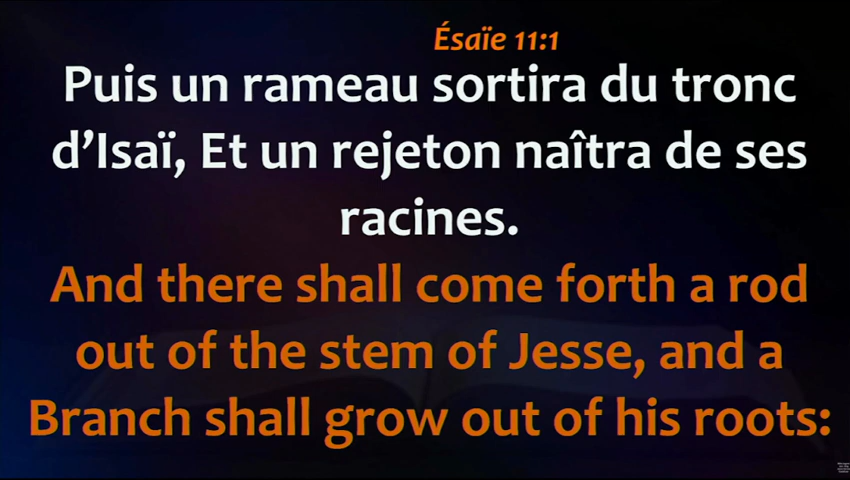 Ésaïe 11:1
Puis un rameau sortira du tronc
d’Isaï, Et un rejeton naîtra de ses
racines.
And there shall come forth a rod
out of the stem of Jesse, and a
Branch shall grow out of his roots: